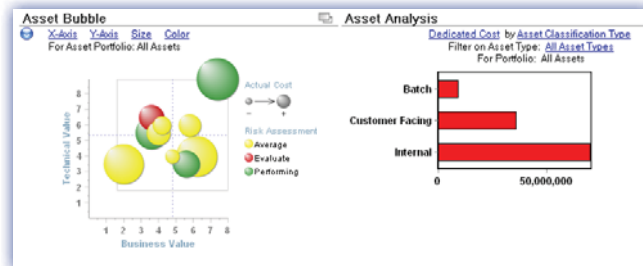 Asset Bubble
X-Axis Y-Axis Size Color
For Asset Portfolio: All Assets
Technical Value
8
7
6
5
4
3
2
1
1 2 3 4 5 6 7 8
Business Value
Actual Cost
- +
Risk Assessment
Average
Evaluate
Performing
Asset Analysis
Dedicated Cost by Asset Classification Type
Filter on Asset Type: All Asset Types
For Portfolio: All Assets
Batch
Customer Facing
Internal
0 50,000,000